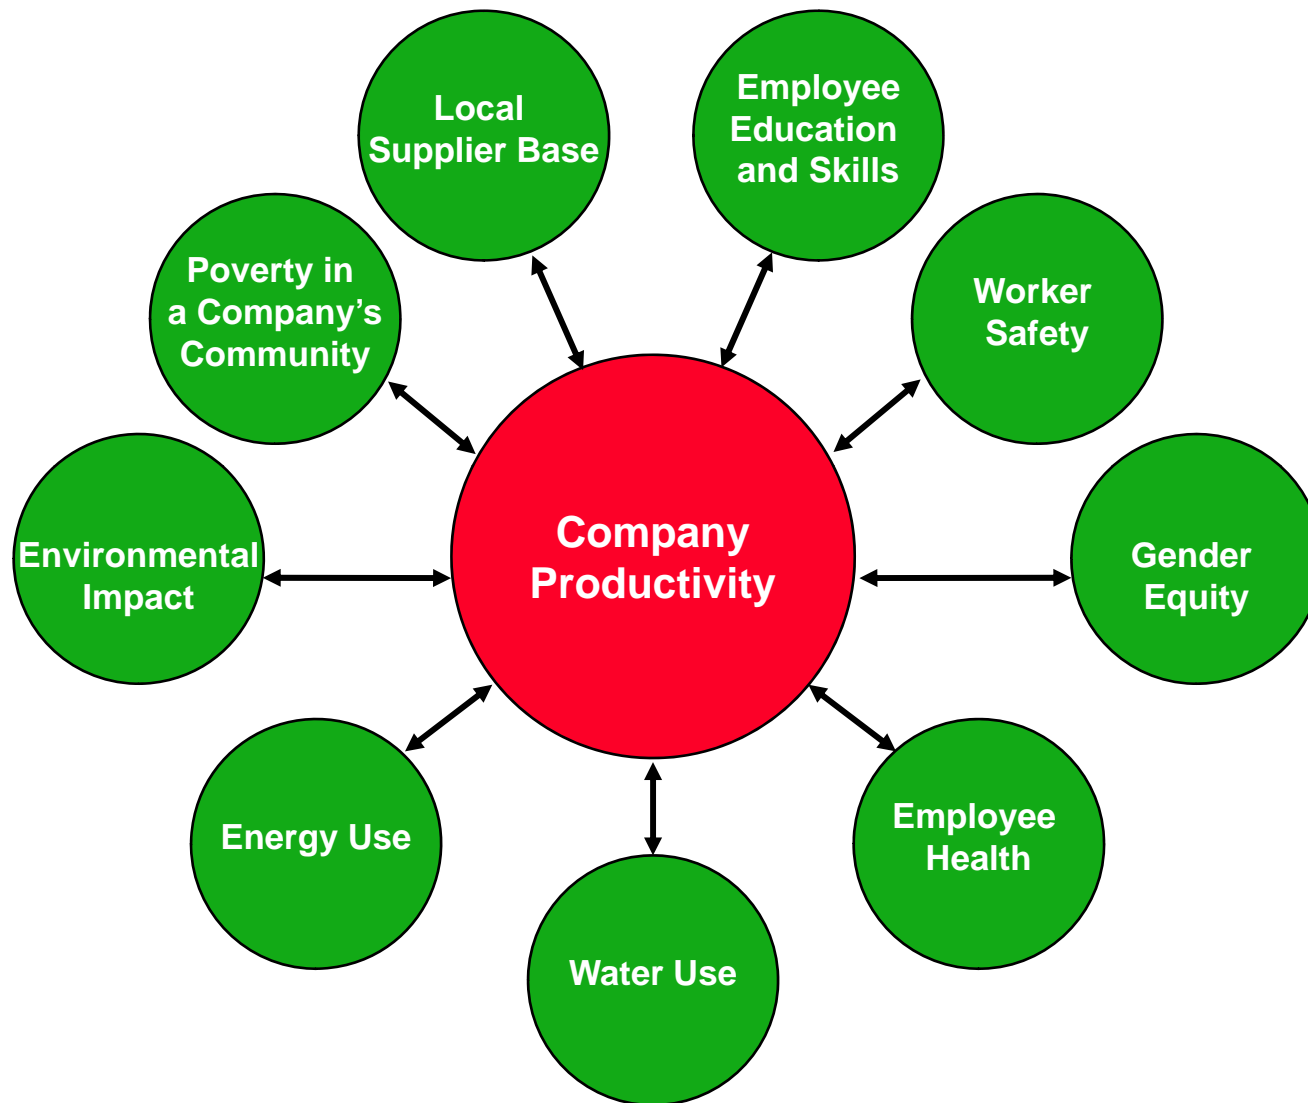 Local
Supplier Base
Employee
Education
and Skills
Poverty in
a Company’s
Community
Worker
Safety
Environmental
Impact
Company
Productivity
Gender
Equity
Energy Use
Employee
Health
Water Use